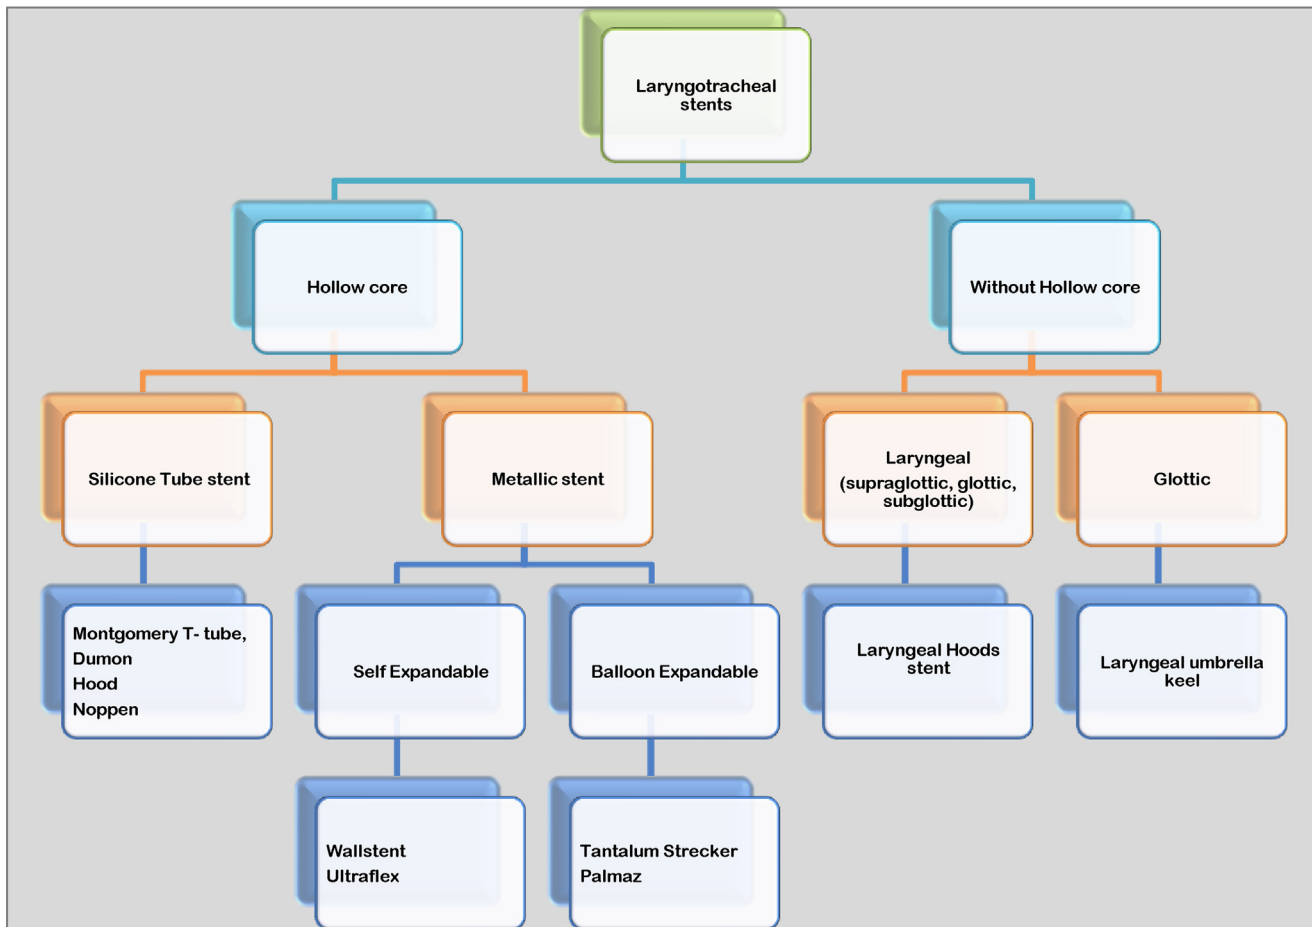 Laryngotracheal
stents
Hollow core
Without Hollow core
Silicone Tube stent
Metallic stent
Laryngeal
(supraglottic, glottic,
subglottic)
Glottic
Montgomery T- tube,
Dumon
Hood
Noppen
Self Expandable
Balloon Expandable
Laryngeal Hoods
stent
Laryngeal umbrella
keel
Wallstent
Ultraflex
Tantalum Strecker
Palmaz